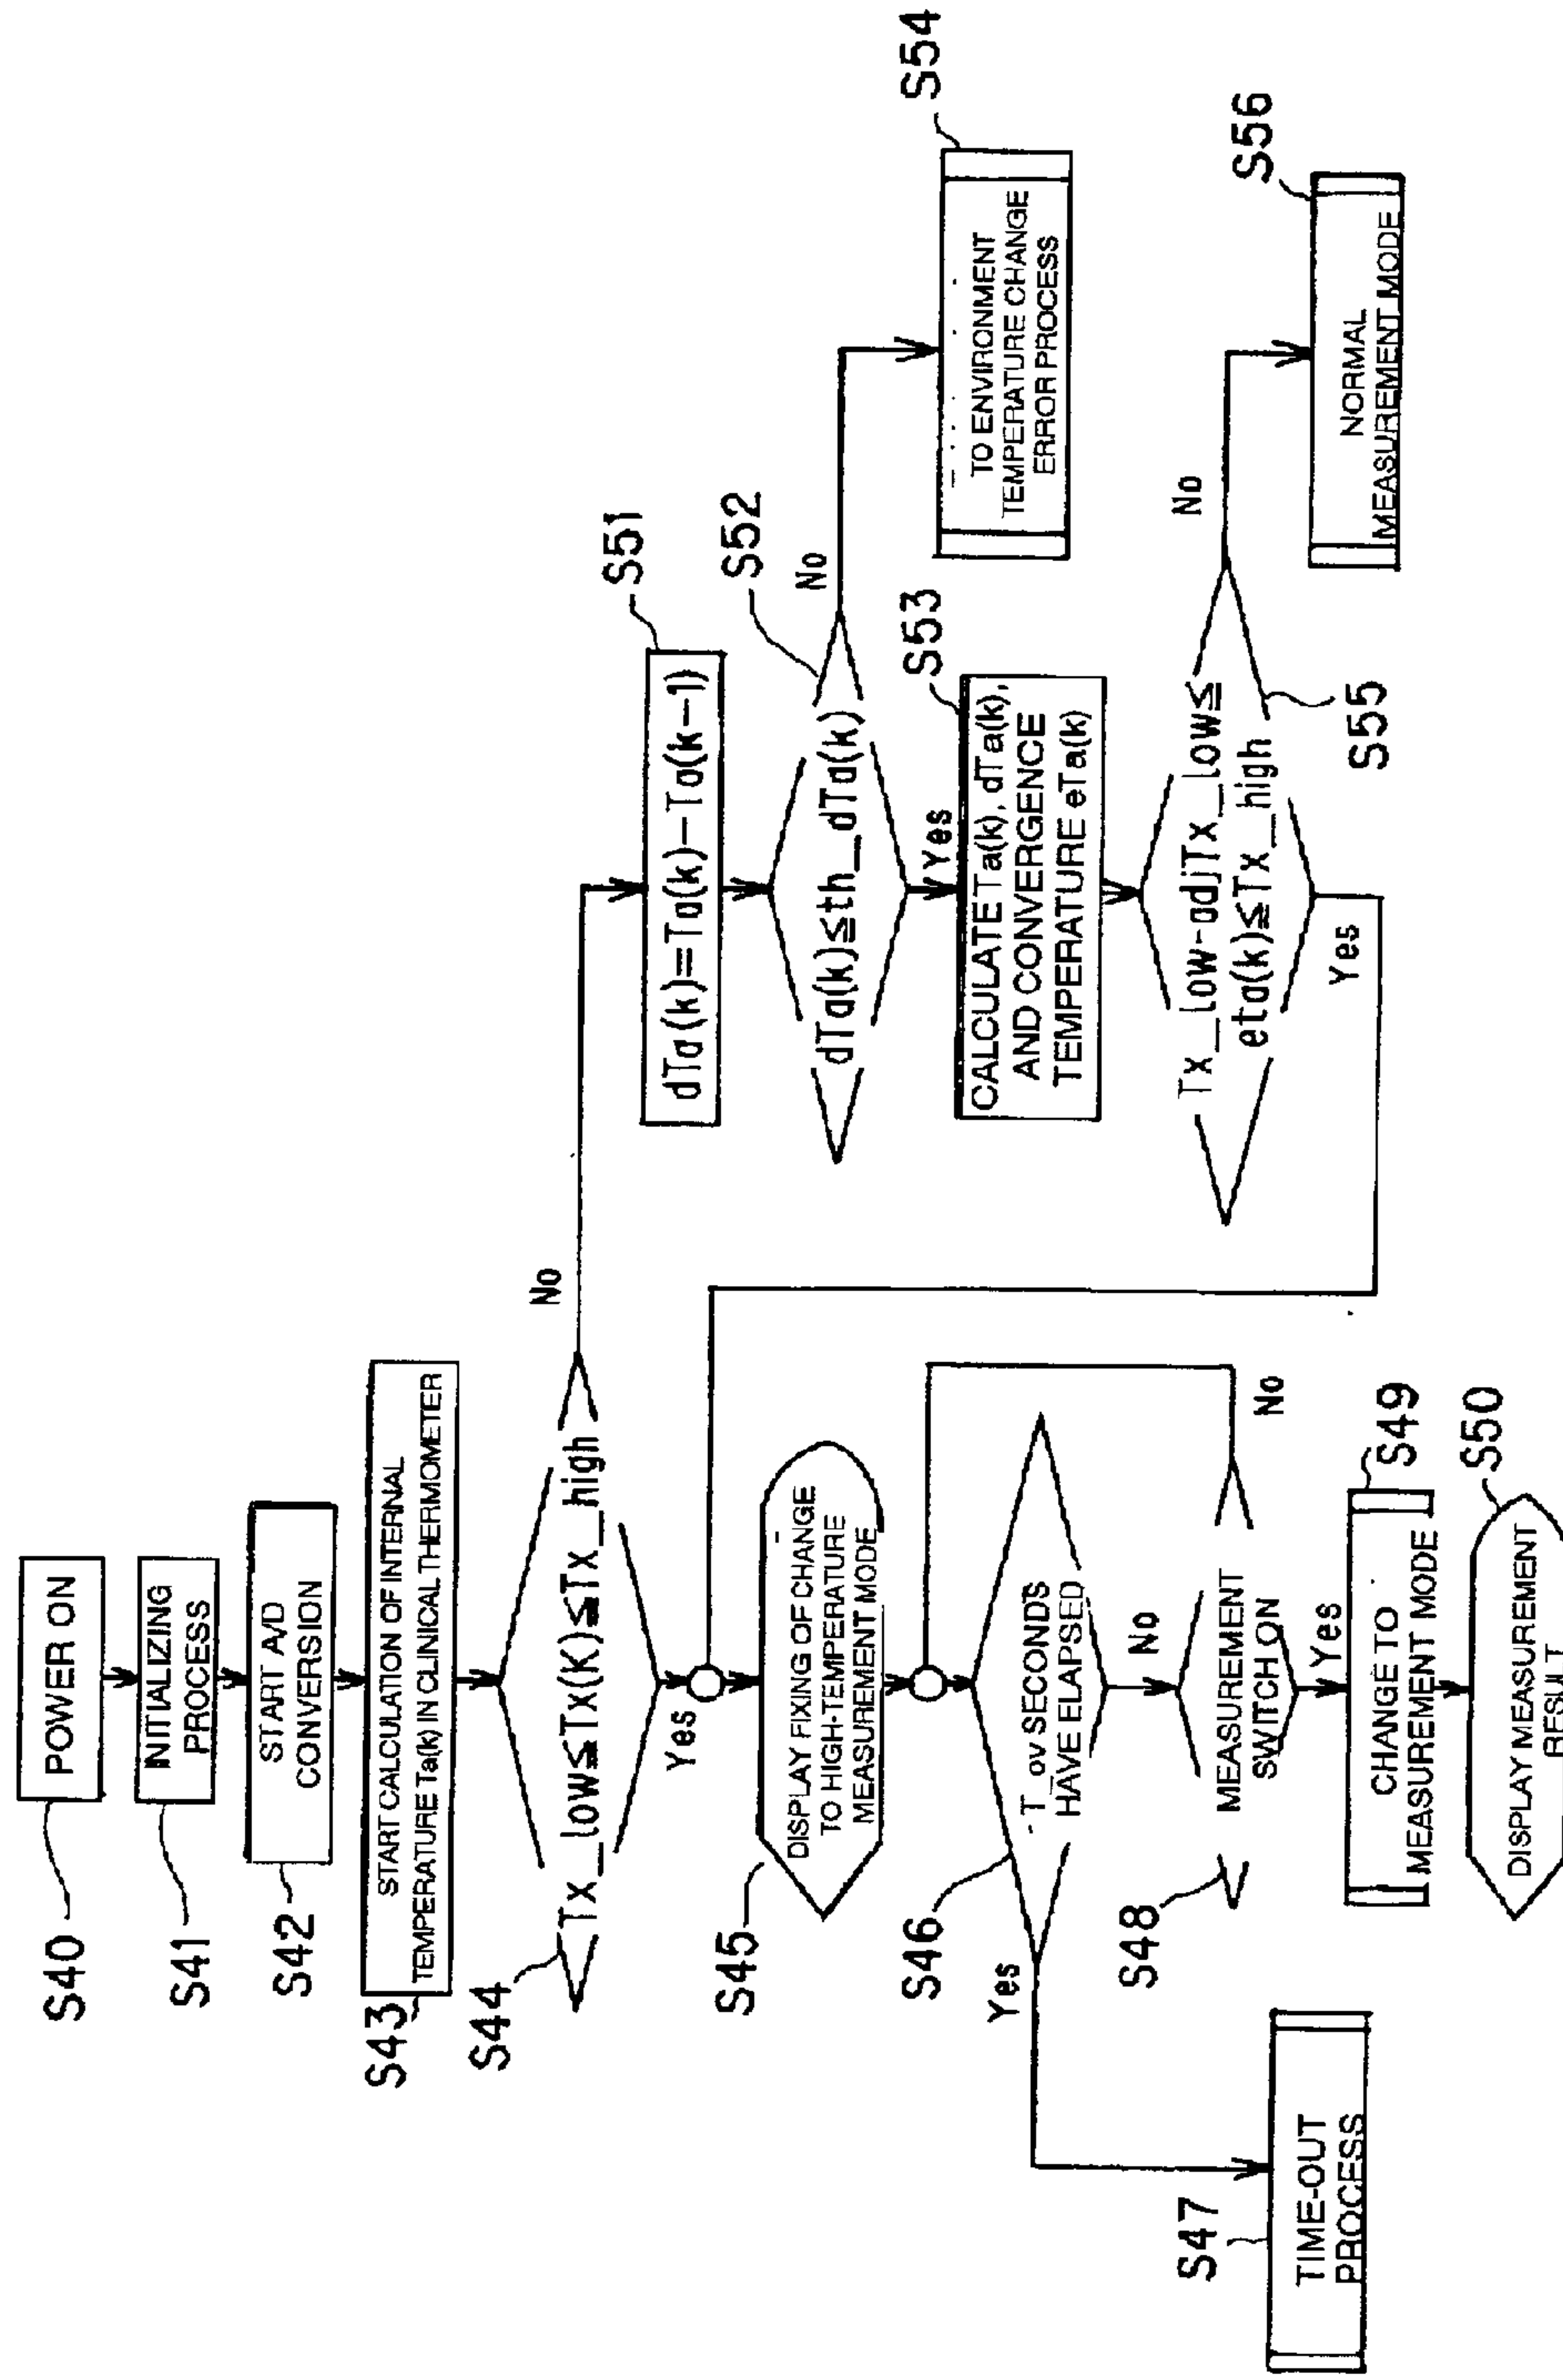 S40
POWER ON
S41
INITIALIZING
PROCESS
S42
START A/D
CONVERSION
S43
START CALCULATION OF INTERNAL
TEMPERATURE Ta(k) IN CLINICAL THERMOMETER
S44
Tx_low≦Tx(K)≦Tx_high
No
Yes
S45
DISPLAY FIXING OF CHANGE
TO HIGH-TEMPERATURE
MEASUREMENT MODE
S46
T_ov SECONDS
HAVE ELAPSED
Yes
No
S47
TIME-OUT
PROCESS
S48
MEASUREMENT
SWITCH ON
No
Yes
S49
CHANGE TO
MEASUREMENT MODE
S50
DISPLAY MEASUREMENT
RESULT
S51
dTa(k)=Ta(k)-Ta(k-1)
S52
dTa(k)≦th_dTa(k)
No
Yes
S53
CALCULATE Ta(k), dTa(k),
AND CONVERGENCE
TEMPERATURE eTa(k)
S54
TO ENVIRONMENT
TEMPERATURE CHANGE
ERROR PROCESS
S55
Tx_low-adjTx_low≦
eta(k)≦Tx_high
No
Yes
S56
NORMAL
MEASUREMENT MODE